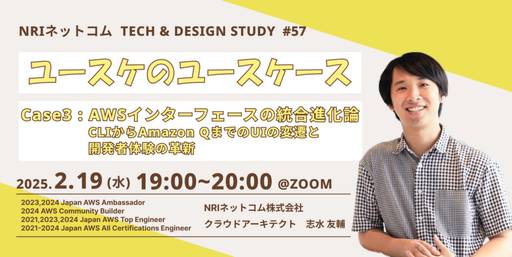 NRIネットコム TECH & DESIGN STUDY #57
ユースケのユースケース
Case3：AWSインターフェースの統合進化論
CLIからAmazon QまでのUIの変遷と
開発者体験の革新
2025.2.19 (水) 19:00~20:00 @ZOOM
2023,2024 Japan AWS Ambassador
2024 AWS Community Builder
2021,2023,2024 Japan AWS Top Engineer
2021-2024 Japan AWS All Certifications Engineer
NRIネットコム株式会社
クラウドアーキテクト 志水 友輔